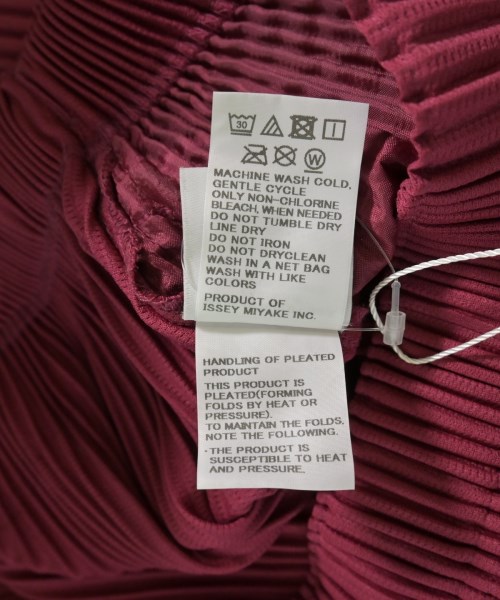 30
W
MACHINE WASH COLD,
GENTLE CYCLE
ONLY NON-CHLORINE
BLEACH, WHEN NEEDED
DO NOT TUMBLE DRY
LINE DRY
DO NOT IRON
DO NOT DRYCLEAN
WASH IN A NET BAG
WASH WITH LIKE
COLORS
PRODUCT OF
ISSEY MIYAKE INC.
HANDLING OF PLEATED
PRODUCT
THIS PRODUCT IS
PLEATED(FORMING
FOLDS BY HEAT OR
PRESSURE).
TO MAINTAIN THE FOLDS,
NOTE THE FOLLOWING.
・THE PRODUCT IS
SUSCEPTIBLE TO HEAT
AND PRESSURE.